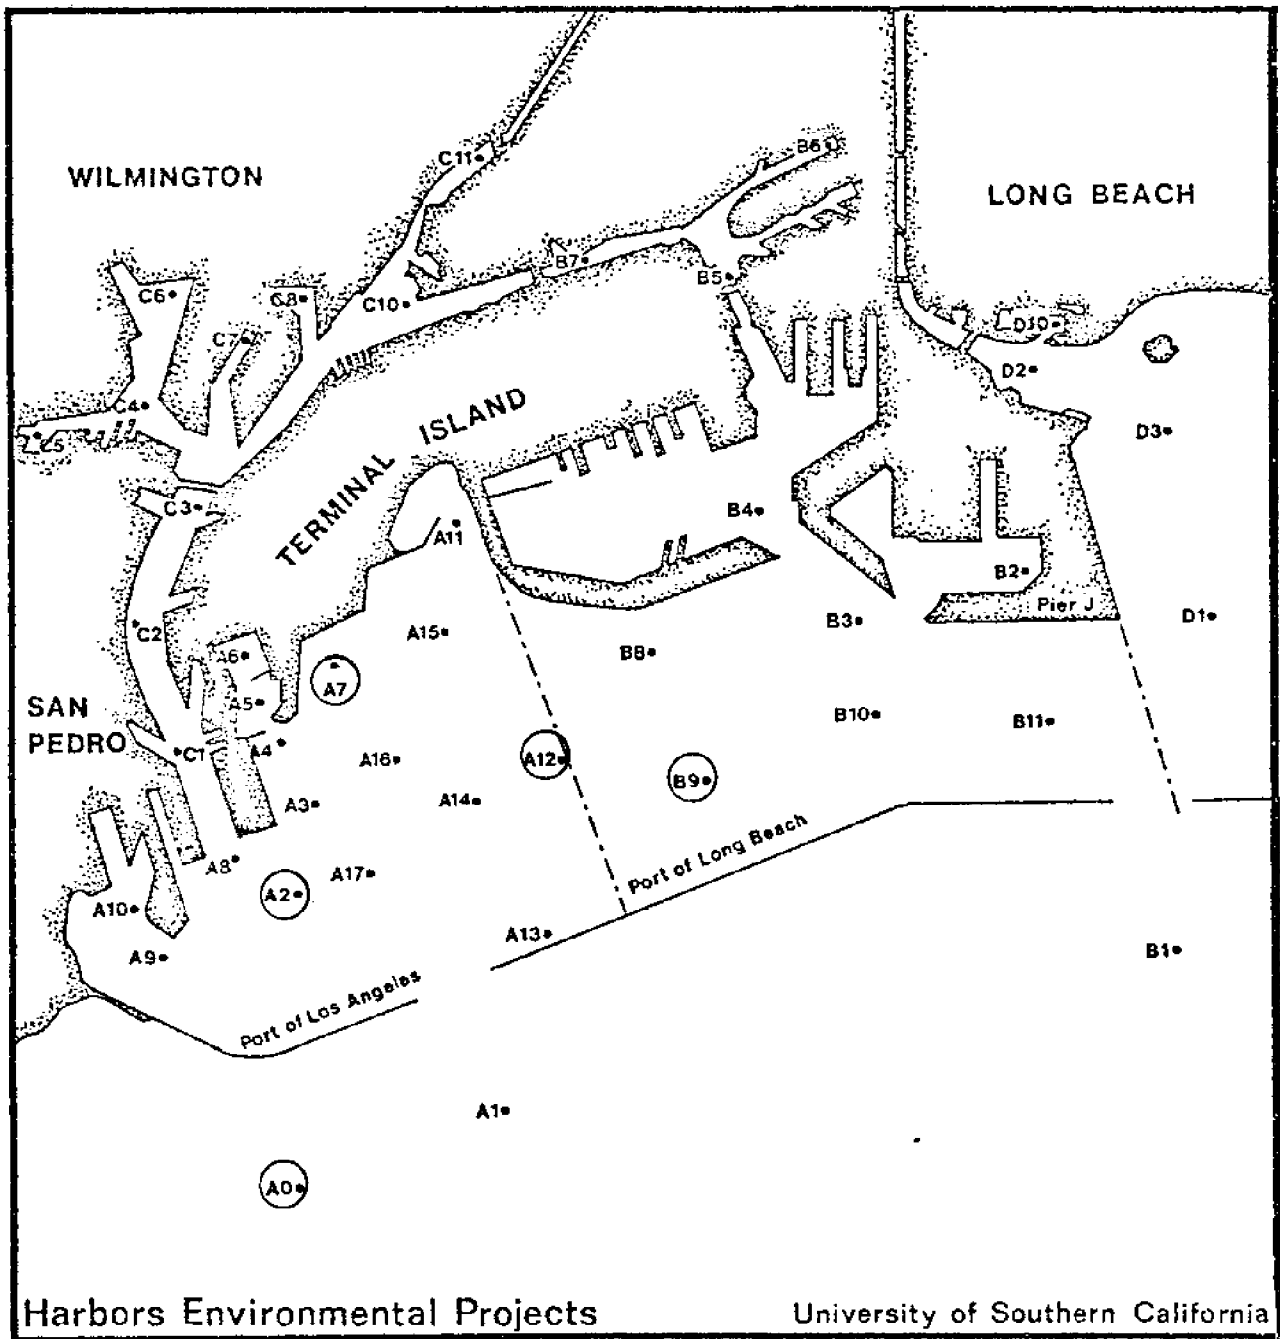 B6
C11
WILMINGTON
LONG BEACH
B7
B5
C6
C8
C10
D10
C7
D2
C4
ISLAND
D3
C5
TERMINAL
C3
B4
A11
B2
Pier J
C2
A15
B3
D1
A6
B8
A7
SAN
PEDRO
A5
B10
B11
C1
A4
A16
A12
B9
A3
A14
Port of Long Beach
A8
A17
A2
A10
A13
A9
B1
Port of Los Angeles
A1
A0
Harbors Environmental Projects
University of Southern California